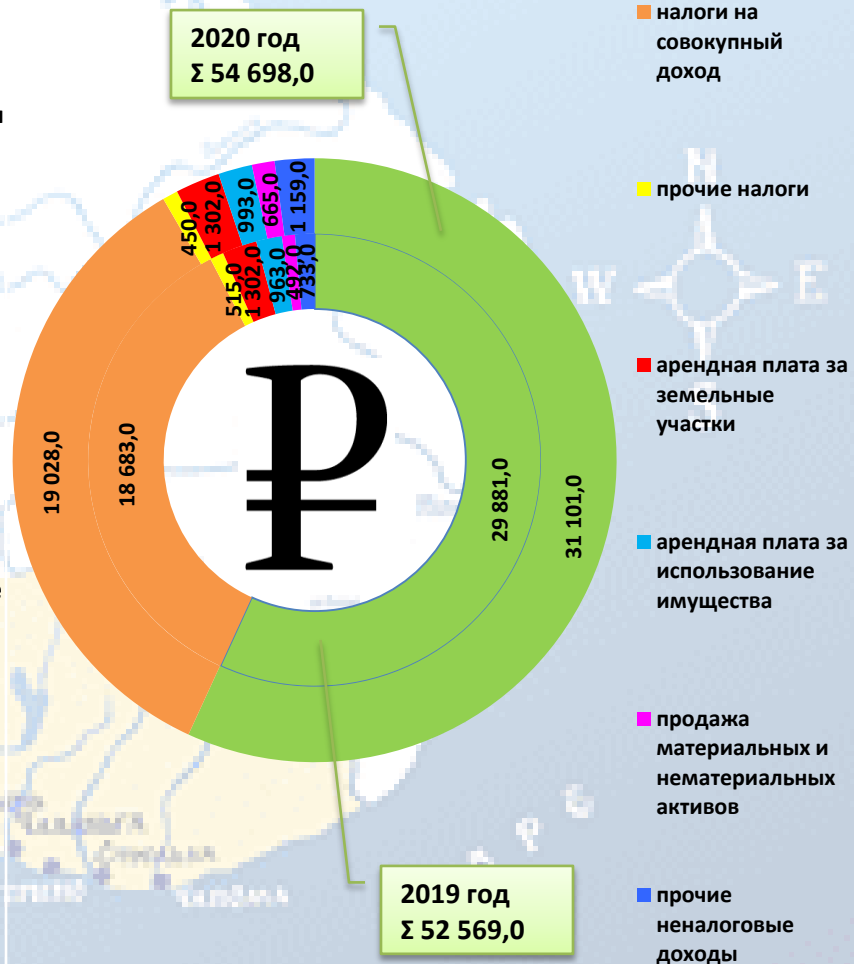 2020 год
Σ 54 698,0
налоги на
совокупный
доход
прочие налоги
арендная плата за
земельные
участки
арендная плата за
использование
имущества
продажа
материальных и
нематериальных
активов
прочие
неналоговые
доходы
450,0
1 302,0
993,0
665,0
1 159,0
515,0
1 302,0
963,0
492,0
733,0
19 028,0
18 683,0
29 881,0
31 101,0
₽
N
W
E
S
2019 год
Σ 52 569,0